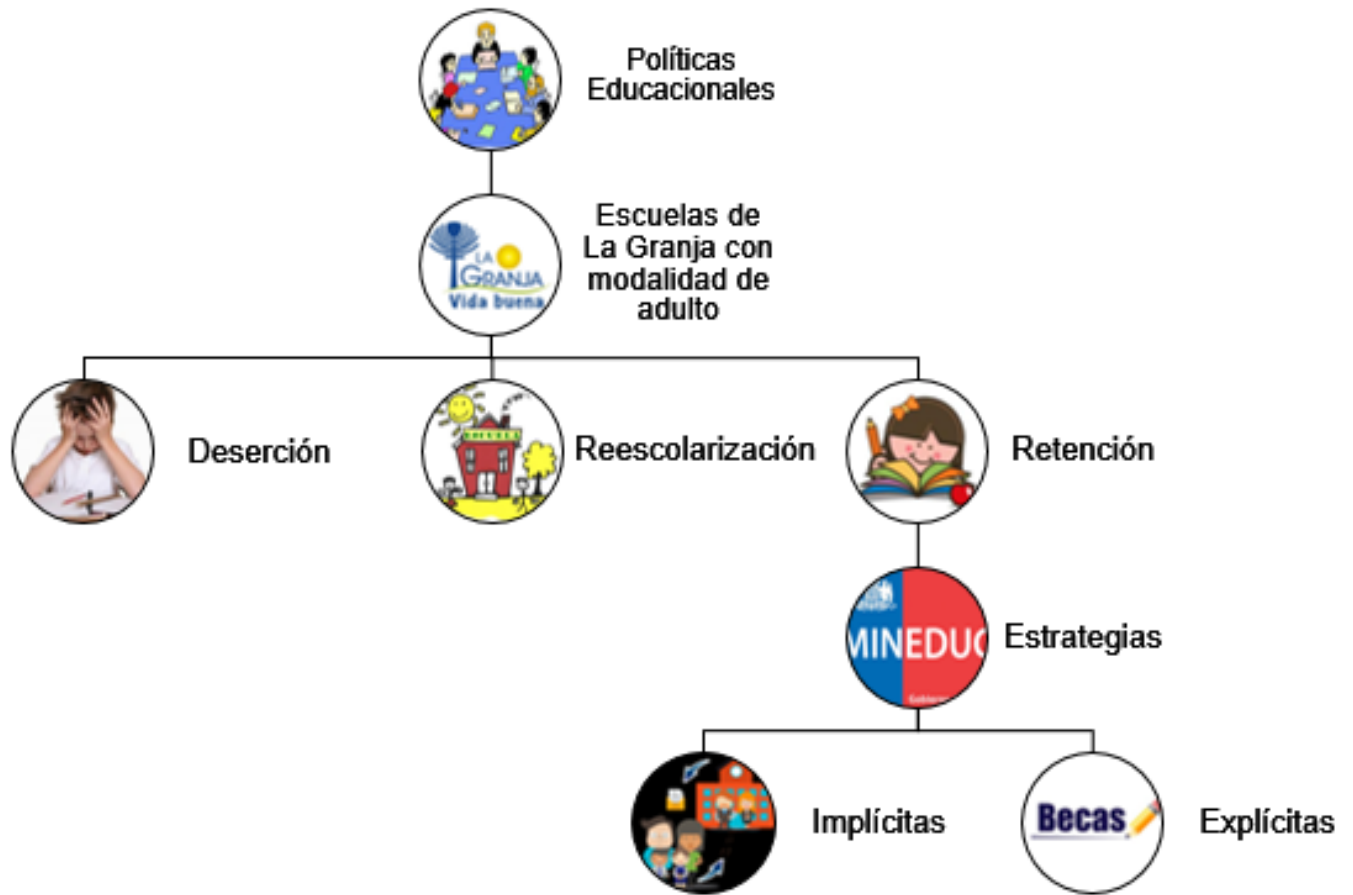 Políticas
Educacionales
LA
GRANJA
Vida buena
Escuelas de
La Granja con
modalidad de
adulto
Deserción
ESCUELA
Reescolarización
Retención
MINEDUC
Estrategias
Implícitas
Becas
Explícitas